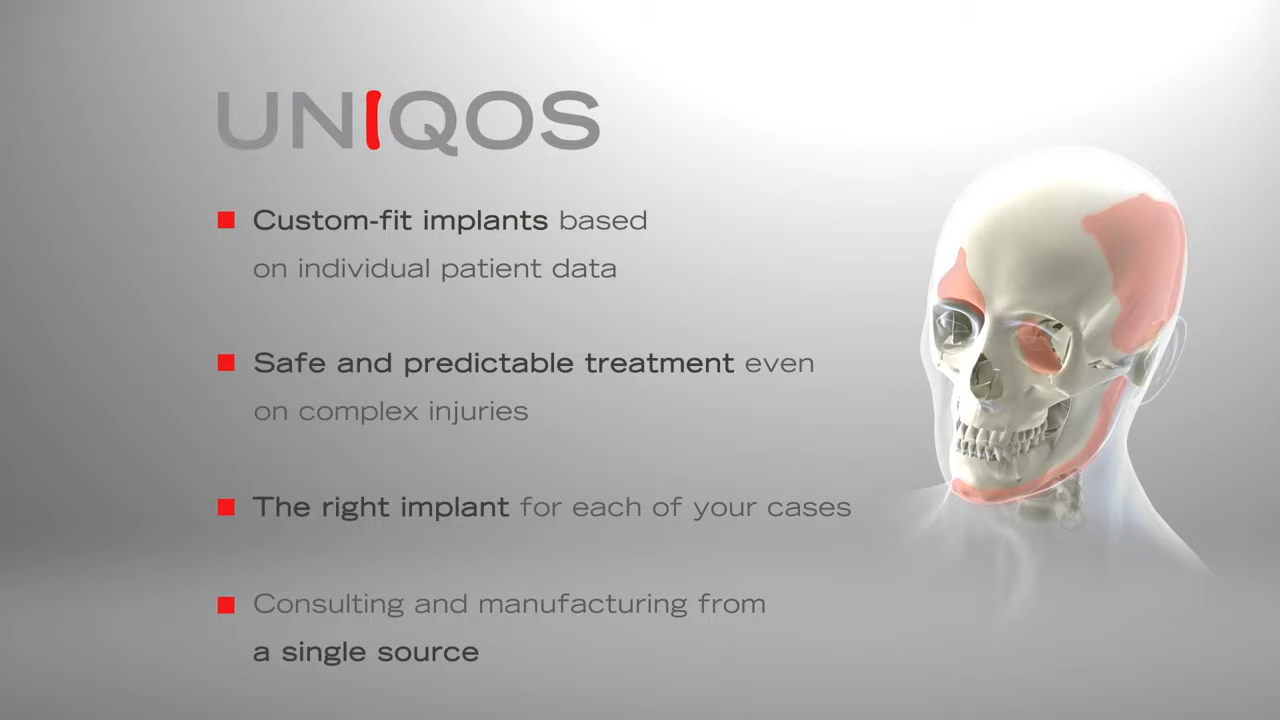 UNIQOS
Custom-fit implants based
on individual patient data
Safe and predictable treatment even
on complex injuries
The right implant for each of your cases
Consulting and manufacturing from
a single source